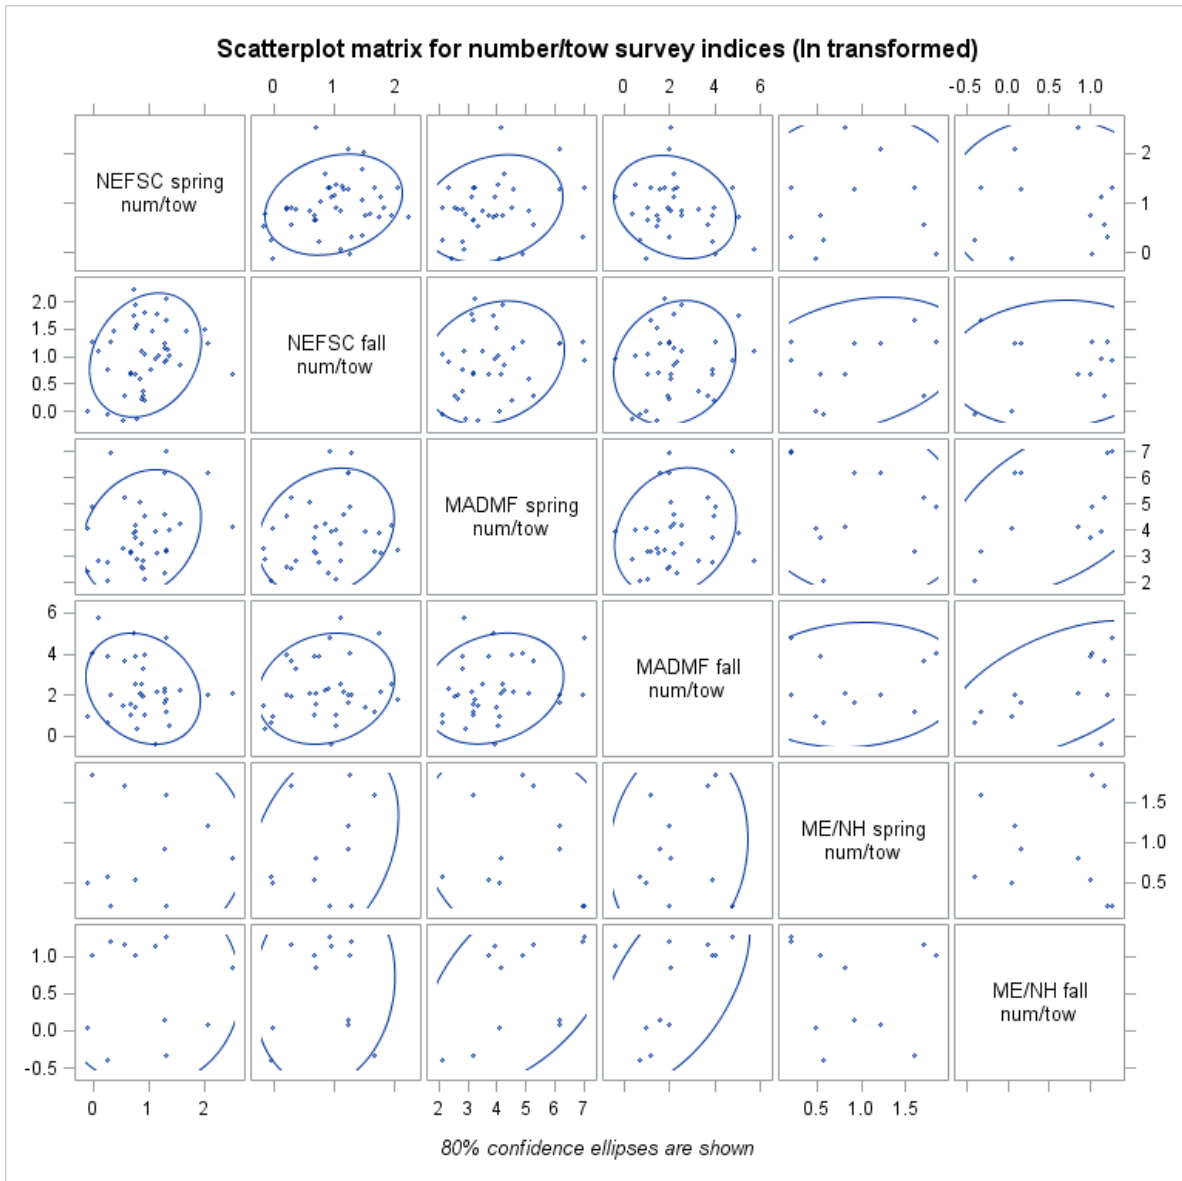 Scatterplot matrix for number/tow survey indices (ln transformed)
0 1 2 0 2 4 6 -0.5 0.0 0.5 1.0
NEFSC spring
num/tow
2
1
0
2.0
1.5
1.0
0.5
0.0
NEFSC fall
num/tow
MADMF spring
num/tow
7
6
5
4
3
2
6
4
2
0
MADMF fall
num/tow
ME/NH spring
num/tow
1.5
1.0
0.5
1.0
0.5
0.0
-0.5
ME/NH fall
num/tow
0 1 2 2 3 4 5 6 7 0.5 1.0 1.5
80% confidence ellipses are shown